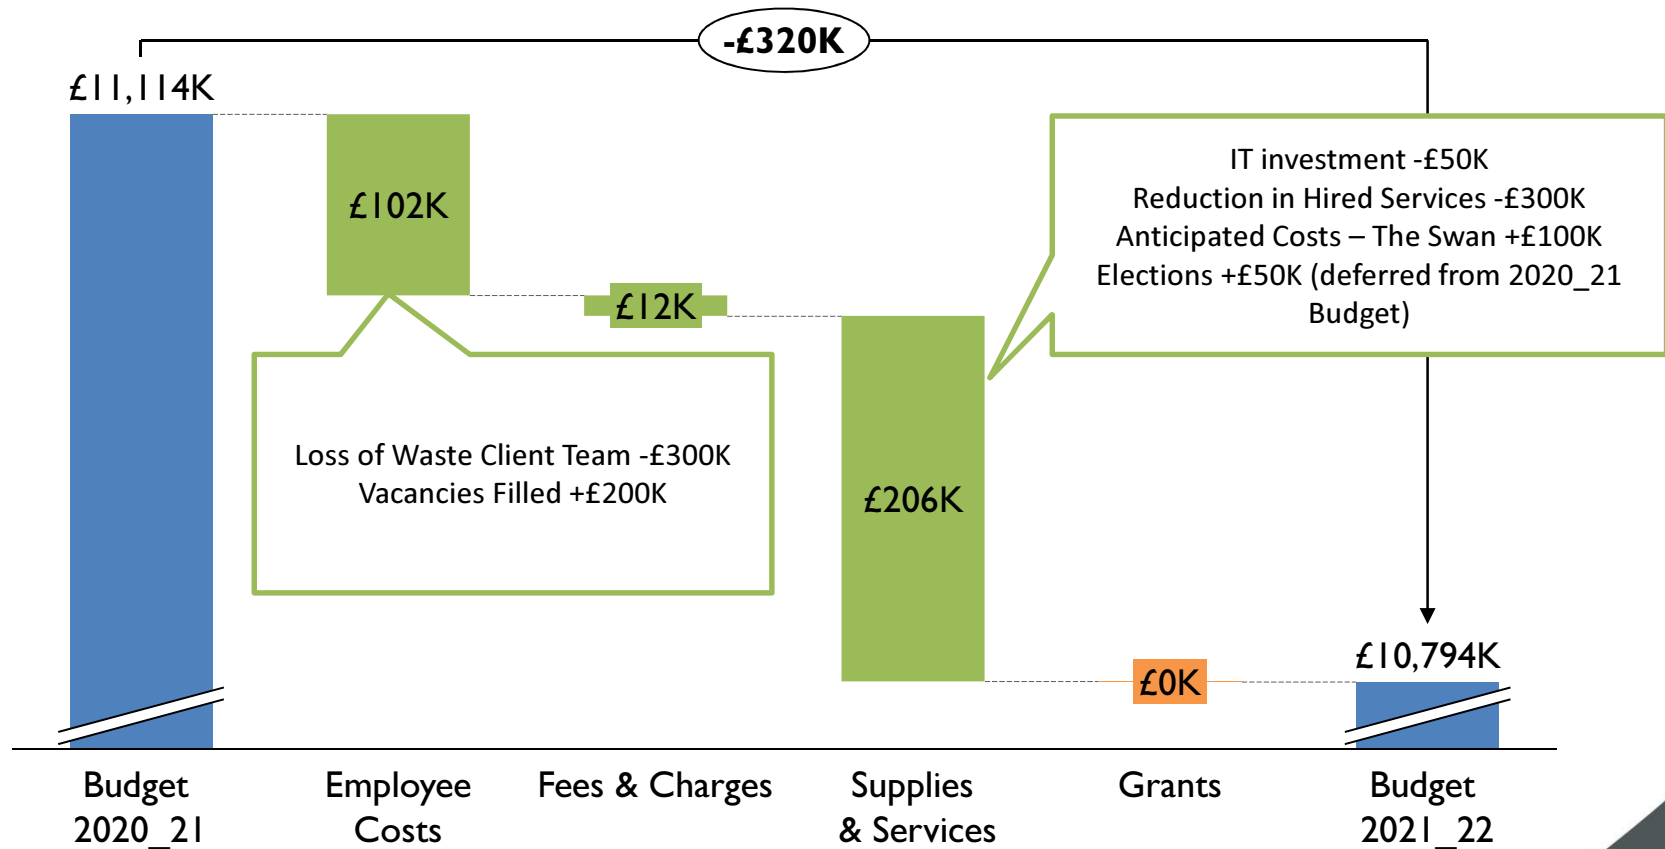 -£320K
£11,114K
£102K
£12K
£206K
£0K
£10,794K
IT investment -£50K
Reduction in Hired Services -£300K
Anticipated Costs – The Swan +£100K
Elections +£50K (deferred from 2020_21
Budget)
Loss of Waste Client Team -£300K
Vacancies Filled +£200K
Budget
2020_21
Employee
Costs
Fees & Charges
Supplies
& Services
Grants
Budget
2021_22